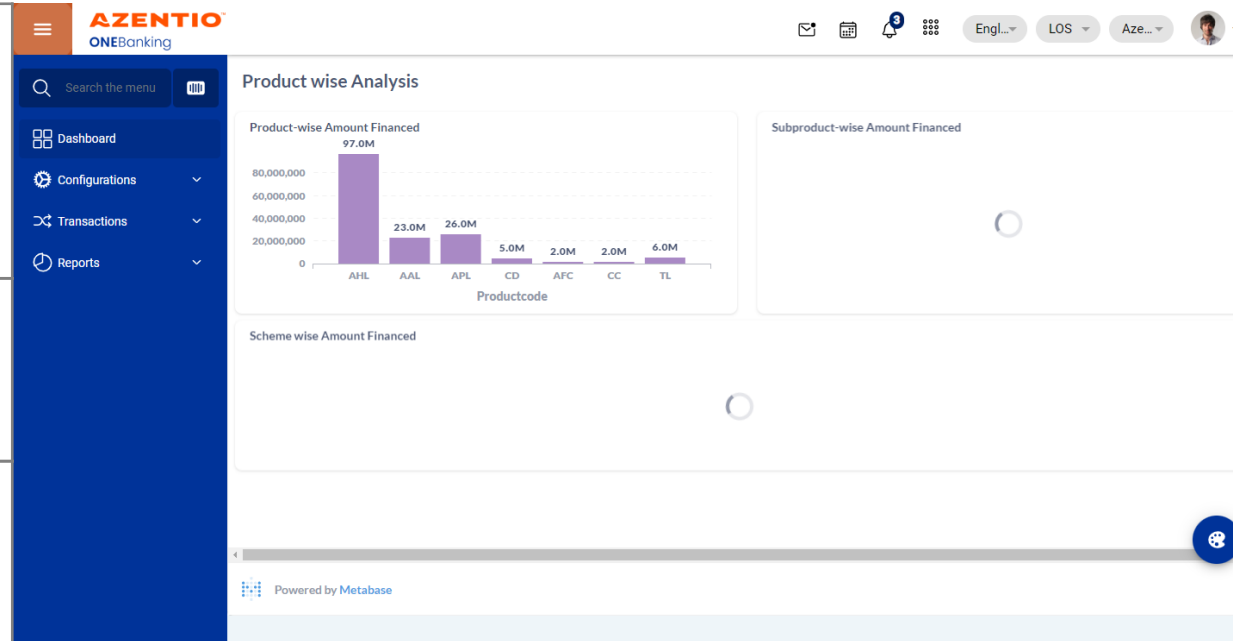 AZENTIO
ONEBanking
3
Engl...
LOS
Aze...
Search the menu
Dashboard
Configurations
Transactions
Reports
Product wise Analysis
Product-wise Amount Financed
97.0M
80,000,000
60,000,000
40,000,000
20,000,000
0
23.0M
26.0M
5.0M
2.0M
2.0M
6.0M
AHL AAL APL CD AFC CC TL
Productcode
Subproduct-wise Amount Financed
Scheme wise Amount Financed
Powered by Metabase